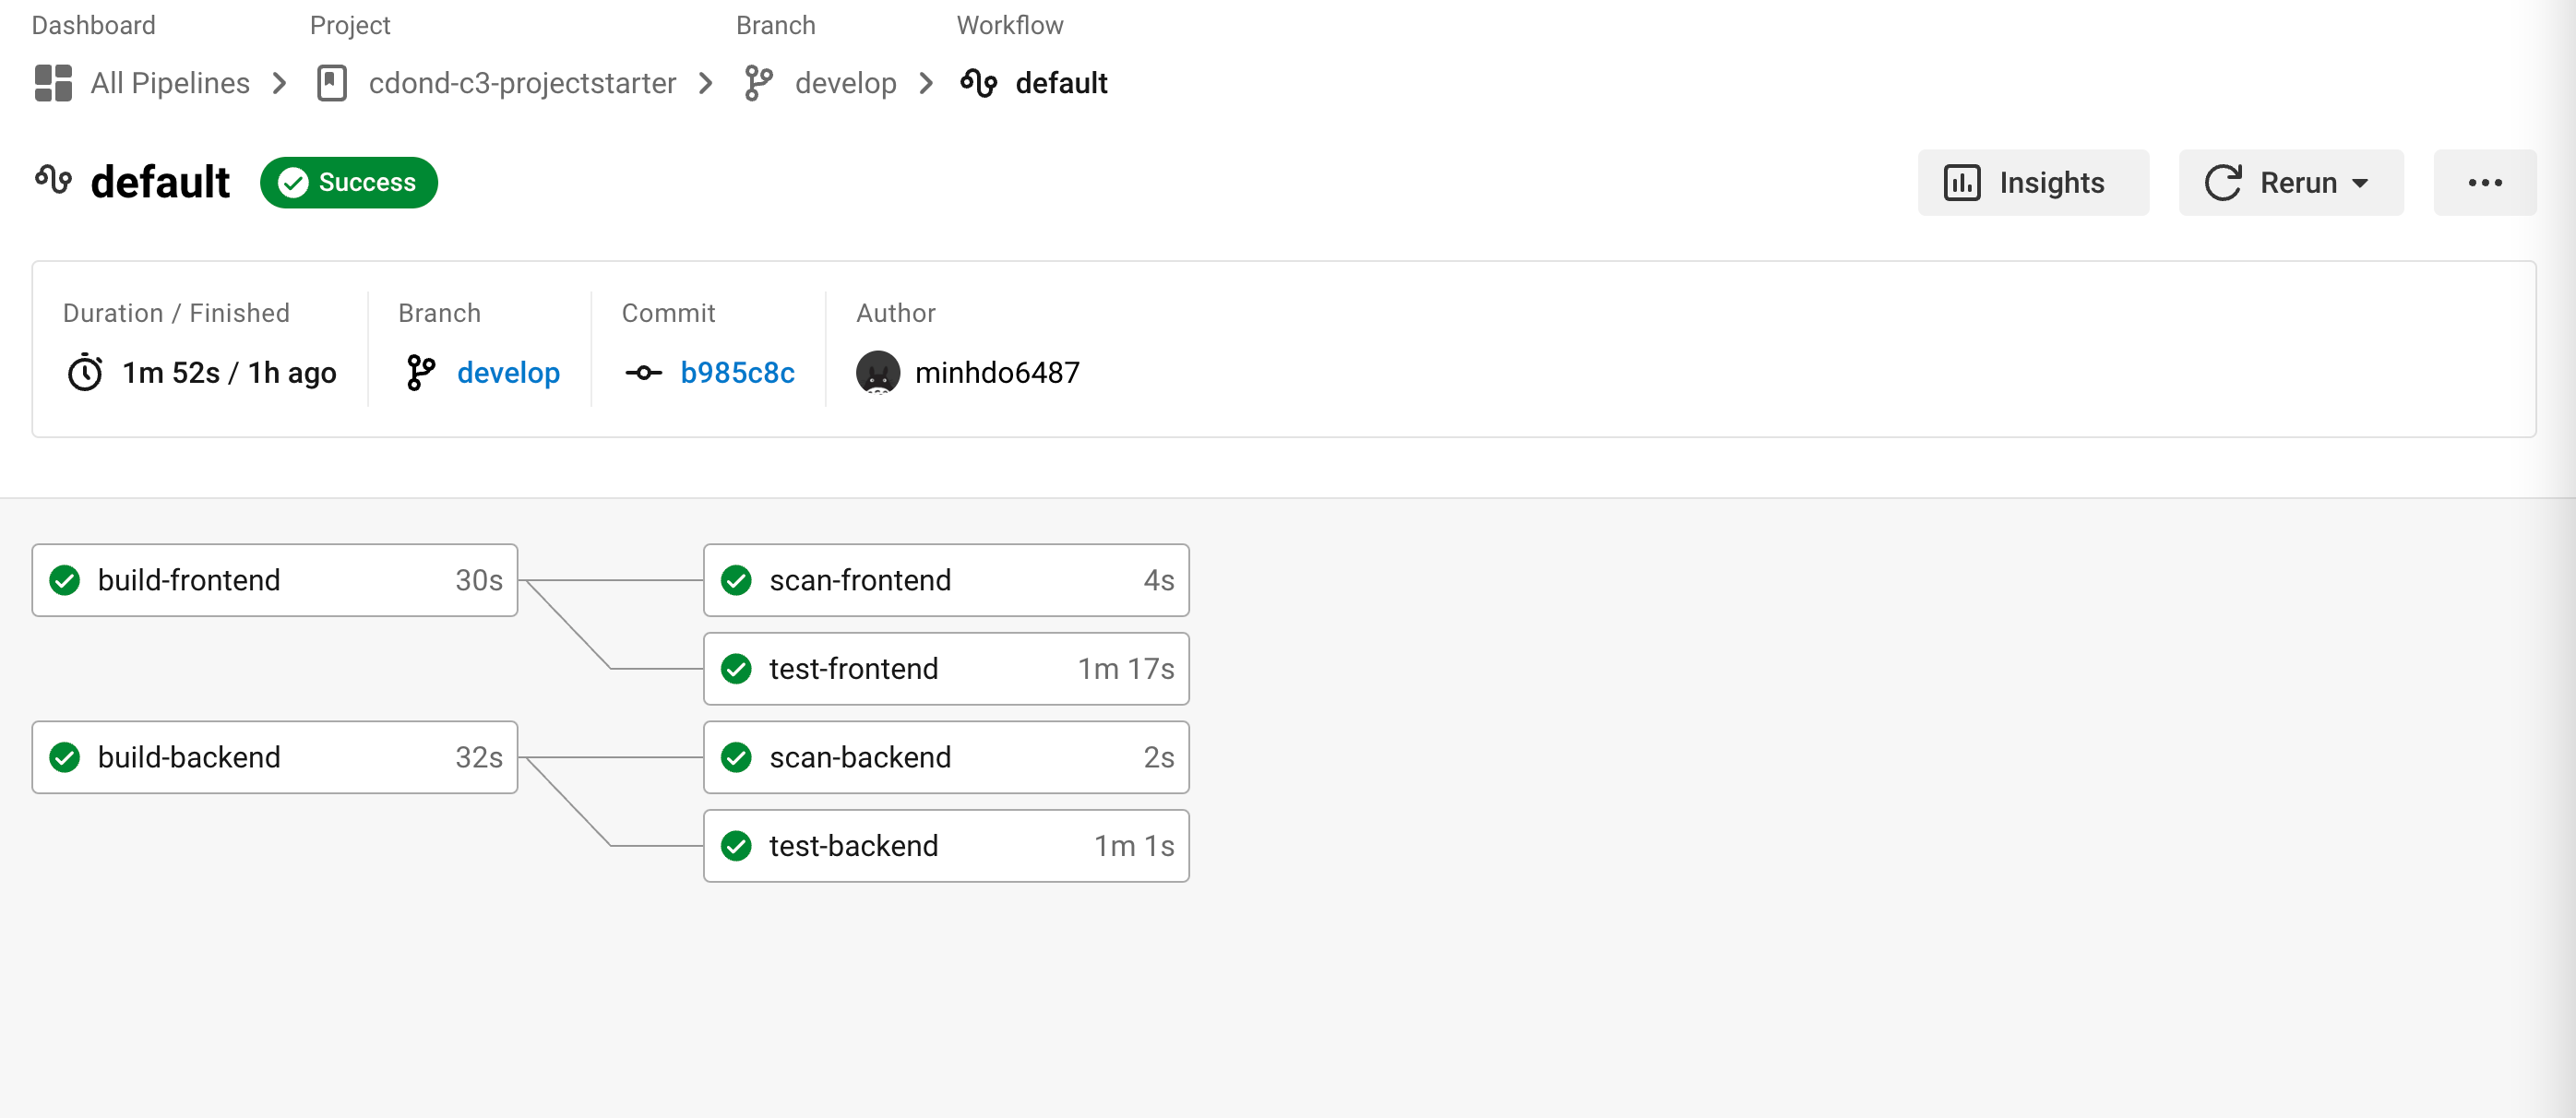 Dashboard Project Branch Workflow
All Pipelines cdond-c3-projectstarter develop default
default Success Insights Rerun
Duration / Finished Branch Commit Author
1m 52s / 1h ago develop b985c8c minhdo6487
build-frontend 30s scan-frontend 4s
test-frontend 1m 17s
build-backend 32s scan-backend 2s
test-backend 1m 1s